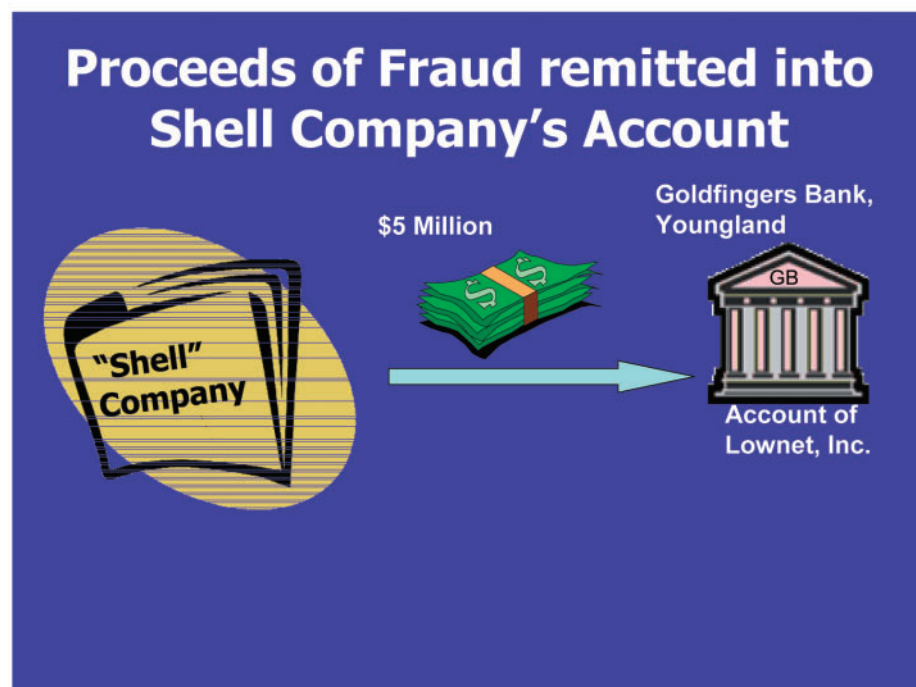 Proceeds of Fraud remitted into
Shell Company’s Account
$5 Million
Goldfingers Bank,
Youngland
GB
“Shell”
Company
$ $
Account of
Lownet, Inc.